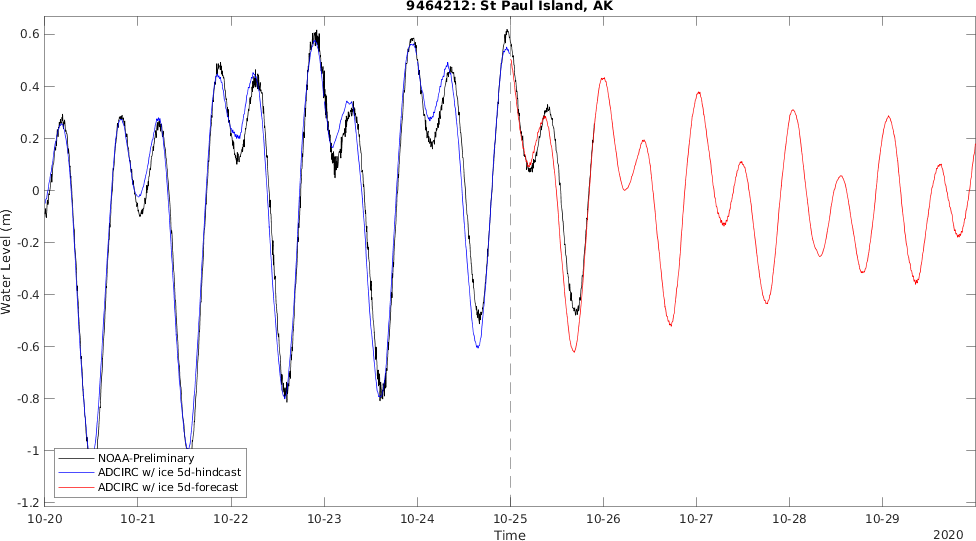 9464212: St Paul Island, AK
0.6
0.4
0.2
0
-0.2
-0.4
-0.6
-0.8
-1
-1.2
Water Level (m)
NOAA-Preliminary
ADCIRC w/ ice 5d-hindcast
ADCIRC w/ ice 5d-forecast
10-20 10-21 10-22 10-23 10-24 10-25 10-26 10-27 10-28 10-29
Time
2020